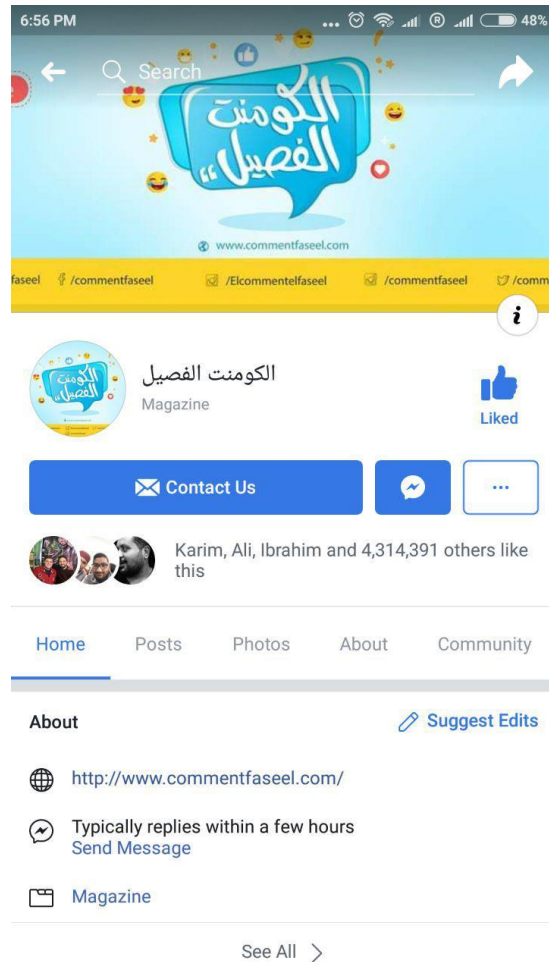 6:56 PM ... ® 48%
Search
الكومنت
الفصيل
www.commentfaseel.com
faseel /commentfaseel /Elcommentelfaseel /commentfaseel /comm
الكومنت الفصيل
Magazine
Liked
Contact Us
Karim, Ali, Ibrahim and 4,314,391 others like
this
Home Posts Photos About Community
About
Suggest Edits
http://www.commentfaseel.com/
Typically replies within a few hours
Send Message
Magazine
See All